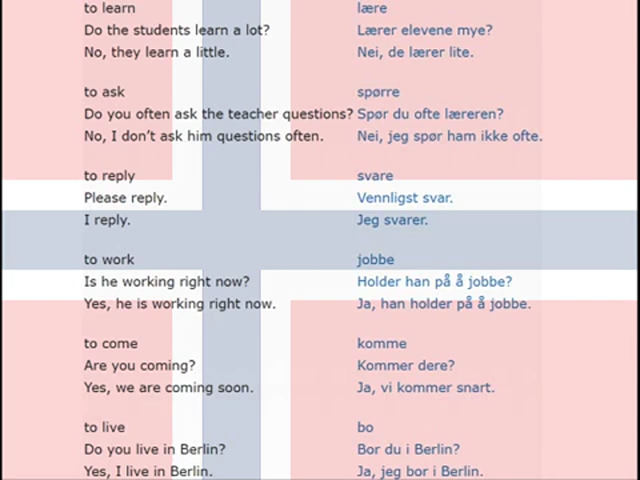 to learn lære
Do the students learn a lot? Lærer elevene mye?
No, they learn a little. Nei, de lærer lite.
to ask spørre
Do you often ask the teacher questions? Spør du ofte læreren?
No, I don’t ask him questions often. Nei, jeg spør ham ikke ofte.
to reply svare
Please reply. Vennligst svar.
I reply. Jeg svarer.
to work jobbe
Is he working right now? Holder han på å jobbe?
Yes, he is working right now. Ja, han holder på å jobbe.
to come komme
Are you coming? Kommer dere?
Yes, we are coming soon. Ja, vi kommer snart.
to live bo
Do you live in Berlin? Bor du i Berlin?
Yes, I live in Berlin. Ja, jeg bor i Berlin.